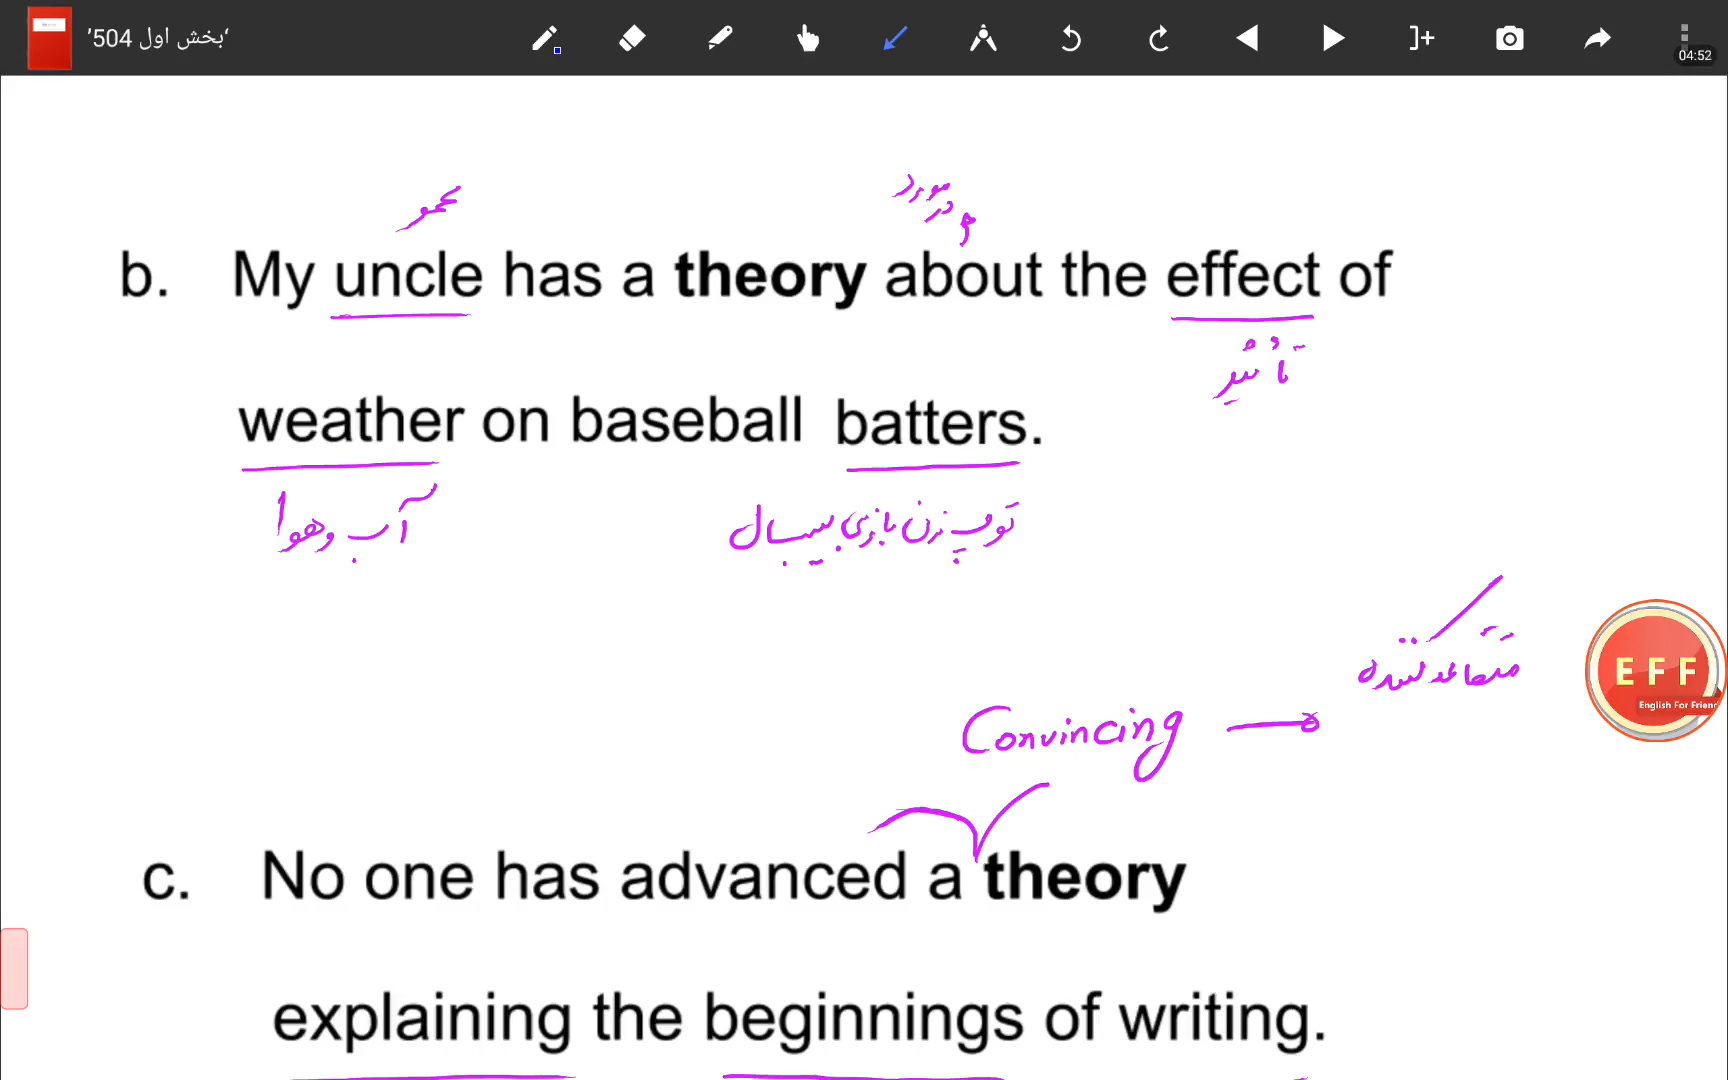 ‘بخش اول 504’
04:52
عمو
در مورد
b. My uncle has a theory about the effect of
تأثیر
weather on baseball batters.
آب و هوا
توپ زن بازی بیسبال
متقاعد کننده
EFF
English For Frien
Convincing →
c. No one has advanced a theory
explaining the beginnings of writing.